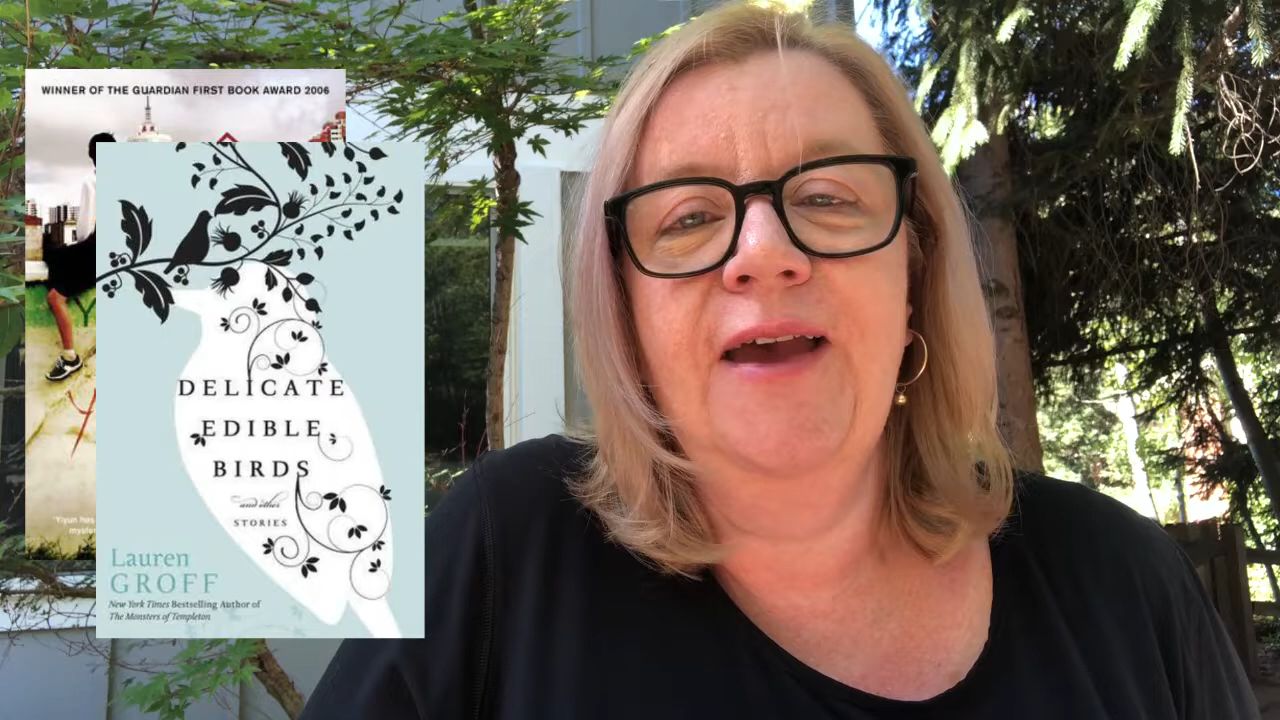 WINNER OF THE GUARDIAN FIRST BOOK AWARD 2006
DELICATE
EDIBLE
BIRDS
and other
STORIES
"Yiyun has
Lauren
GROFF
New York Times Bestselling Author of
The Monsters of Templeton